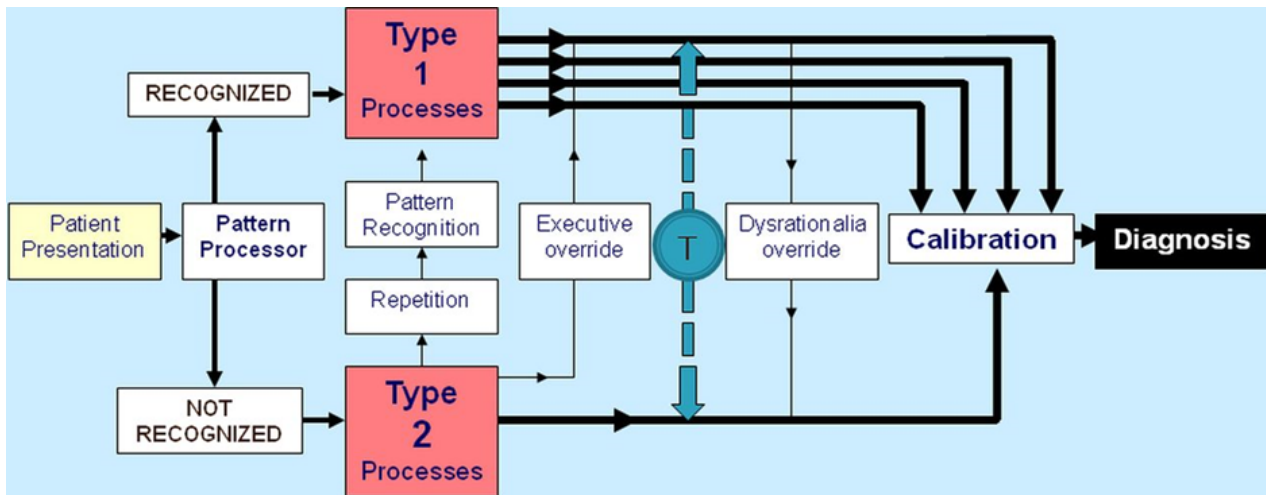 Type
1
Processes
RECOGNIZED
Patient
Presentation
Pattern
Processor
Pattern
Recognition
Executive
override
T
Dysrationalia
override
Calibration
Diagnosis
Repetition
NOT
RECOGNIZED
Type
2
Processes